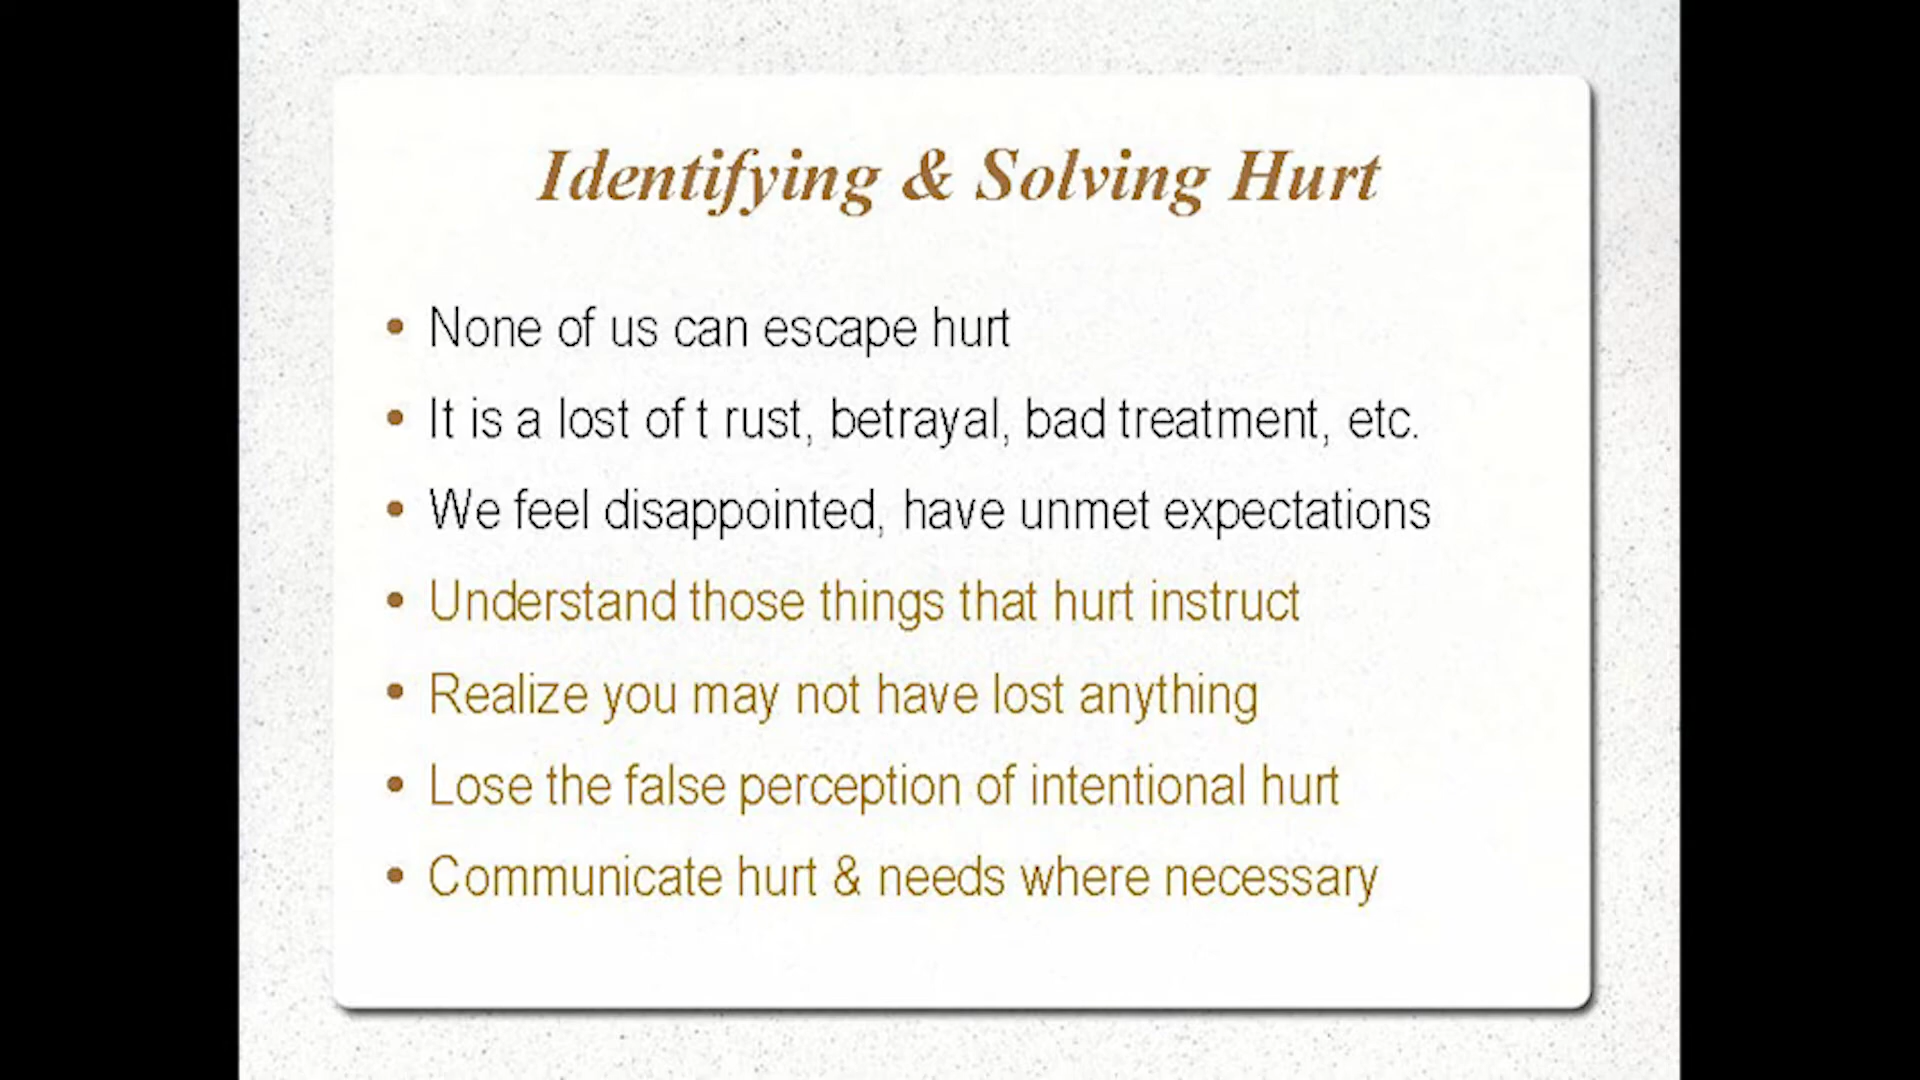 Identifying & Solving Hurt
• None of us can escape hurt
• It is a lost of t rust, betrayal, bad treatment, etc.
• We feel disappointed, have unmet expectations
• Understand those things that hurt instruct
• Realize you may not have lost anything
• Lose the false perception of intentional hurt
• Communicate hurt & needs where necessary